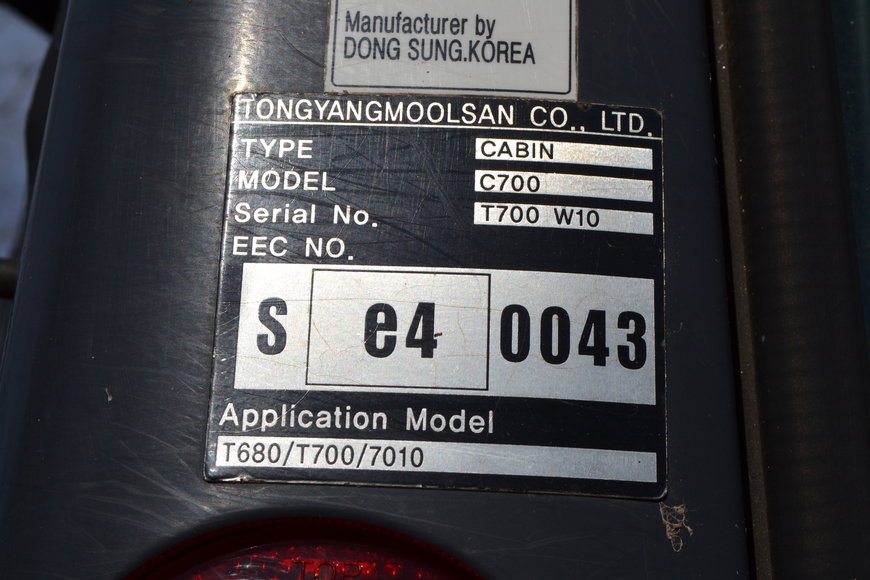 Manufacturer by
DONG SUNG.KOREA
TONGYANGMOOLSAN CO., LTD.
TYPE CABIN
MODEL C700
Serial No. T700 W10
EEC NO.
S e4 0043
Application Model
T680/T700/7010
TOP